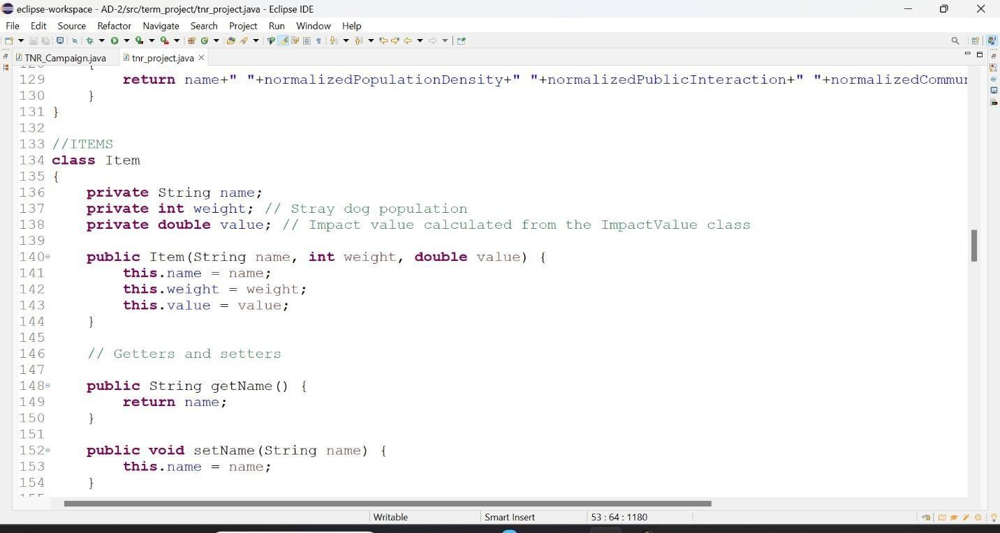 eclipse-workspace - AD-2/src/term_project/tnr_project.java - Eclipse IDE
File Edit Source Refactor Navigate Search Project Run Window Help
TNR_Campaign.java tnr_project.java
129 return name+" "+normalizedPopulationDensity+" "+normalizedPublicInteraction+" "+normalizedCommun
130 }
131 }
132
133 //ITEMS
134 class Item
135 {
136 private String name;
137 private int weight; // Stray dog population
138 private double value; // Impact value calculated from the ImpactValue class
139
140 public Item(String name, int weight, double value) {
141 this.name = name;
142 this.weight = weight;
143 this.value = value;
144 }
145
146 // Getters and setters
147
148 public String getName() {
149 return name;
150 }
151
152 public void setName(String name) {
153 this.name = name;
154 }
Writable Smart Insert 53 : 64 : 1180